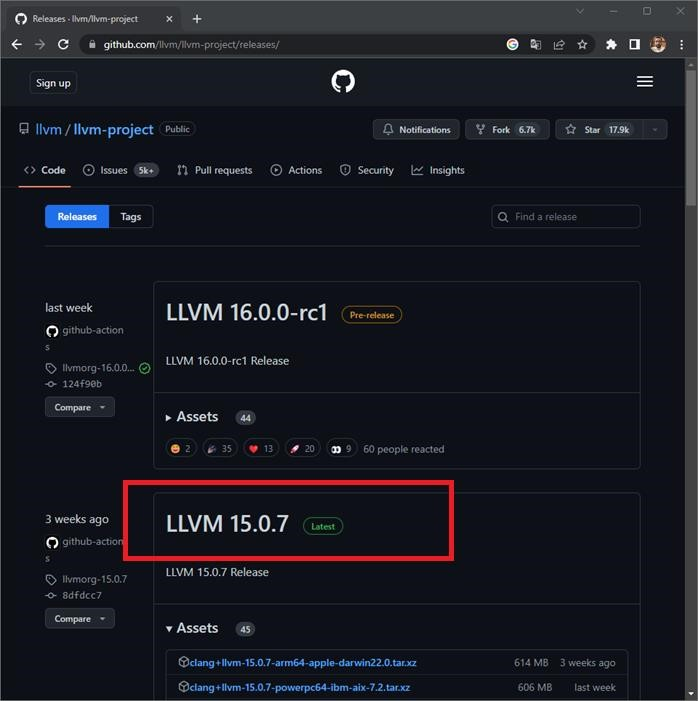 Releases · llvm/llvm-project
github.com/llvm/llvm-project/releases/
Sign up
llvm / llvm-project Public
Notifications Fork 6.7k Star 17.9k
Code Issues 5k+ Pull requests Actions Security Insights
Releases Tags Find a release
last week
github-action
s
llvmorg-16.0.0...
124f90b
Compare
LLVM 16.0.0-rc1 Pre-release
LLVM 16.0.0-rc1 Release
Assets 44
2 35 13 20 9 60 people reacted
3 weeks ago
github-action
s
llvmorg-15.0.7
8dfdcc7
Compare
LLVM 15.0.7 Latest
LLVM 15.0.7 Release
Assets 45
clang+llvm-15.0.7-arm64-apple-darwin22.0.tar.xz 614 MB 3 weeks ago
clang+llvm-15.0.7-powerpc64-ibm-aix-7.2.tar.xz 606 MB last week